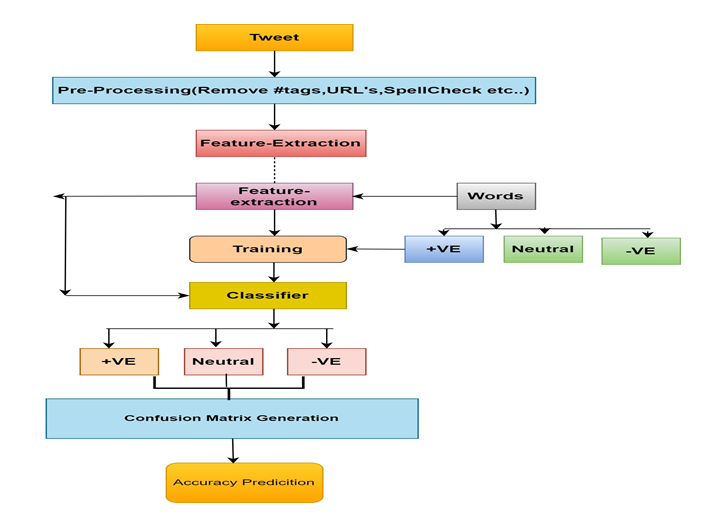 Tweet
Pre-Processing(Remove #tags,URL's,SpellCheck etc..)
Feature-Extraction
Feature-
extraction
Words
+VE
Neutral
-VE
Training
Classifier
+VE
Neutral
-VE
Confusion Matrix Generation
Accuracy Predicition